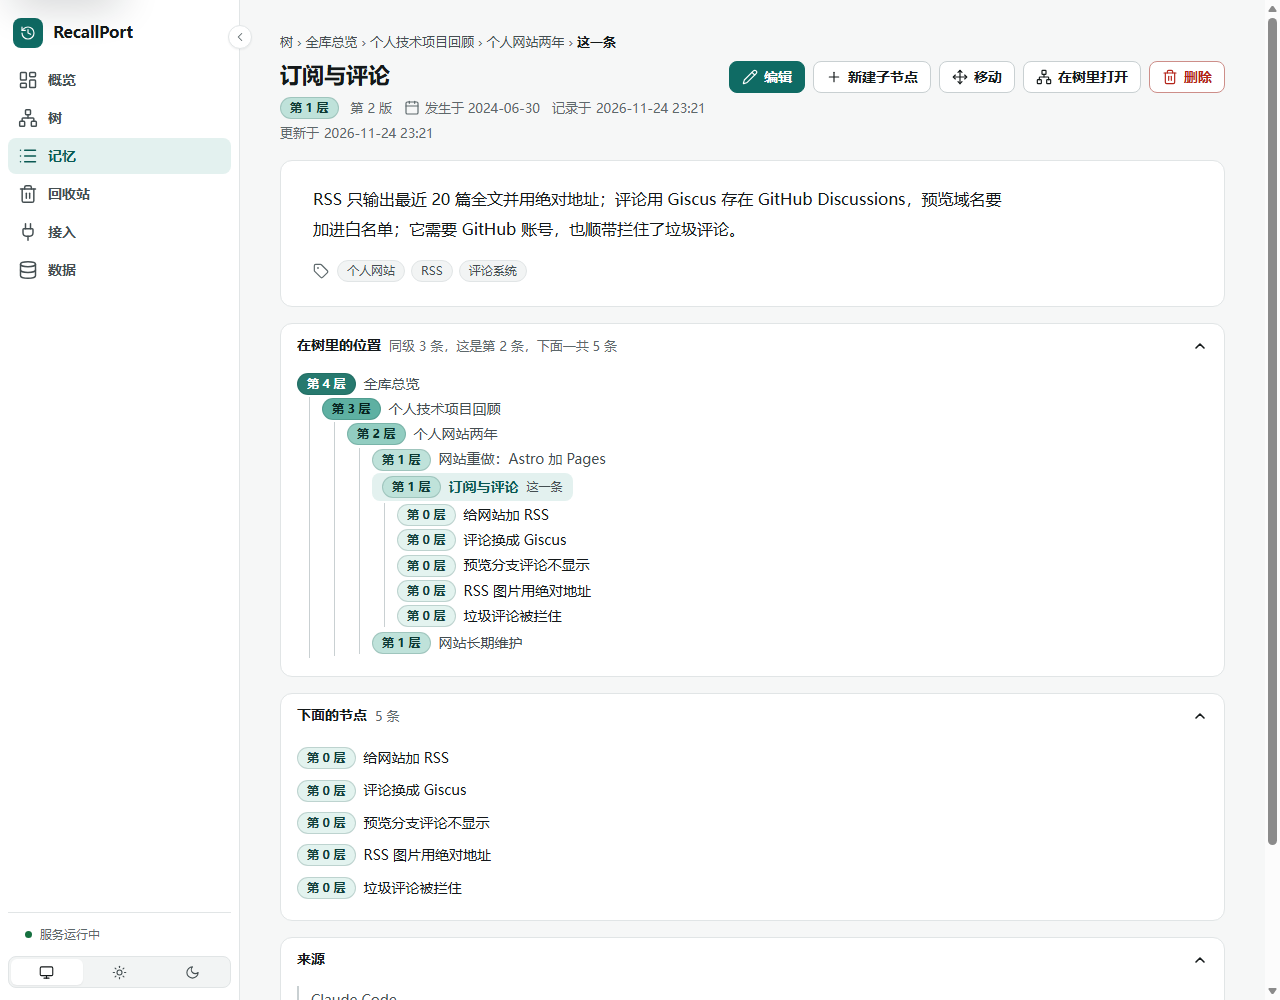 RecallPort
概览
树
记忆
回收站
接入
数据
服务运行中
树 › 全库总览 › 个人技术项目回顾 › 个人网站两年 › 这一条
订阅与评论
编辑
新建子节点
移动
在树里打开
删除
第 1 层 第 2 版 发生于 2024-06-30 记录于 2026-11-24 23:21
更新于 2026-11-24 23:21
RSS 只输出最近 20 篇全文并用绝对地址；评论用 Giscus 存在 GitHub Discussions，预览域名要
加进白名单；它需要 GitHub 账号，也顺带拦住了垃圾评论。
个人网站 RSS 评论系统
在树里的位置 同级 3 条，这是第 2 条，下面一共 5 条
第 4 层 全库总览
第 3 层 个人技术项目回顾
第 2 层 个人网站两年
第 1 层 网站重做：Astro 加 Pages
第 1 层 订阅与评论 这一条
第 0 层 给网站加 RSS
第 0 层 评论换成 Giscus
第 0 层 预览分支评论不显示
第 0 层 RSS 图片用绝对地址
第 0 层 垃圾评论被拦住
第 1 层 网站长期维护
下面的节点 5 条
第 0 层 给网站加 RSS
第 0 层 评论换成 Giscus
第 0 层 预览分支评论不显示
第 0 层 RSS 图片用绝对地址
第 0 层 垃圾评论被拦住
来源
Claude Code